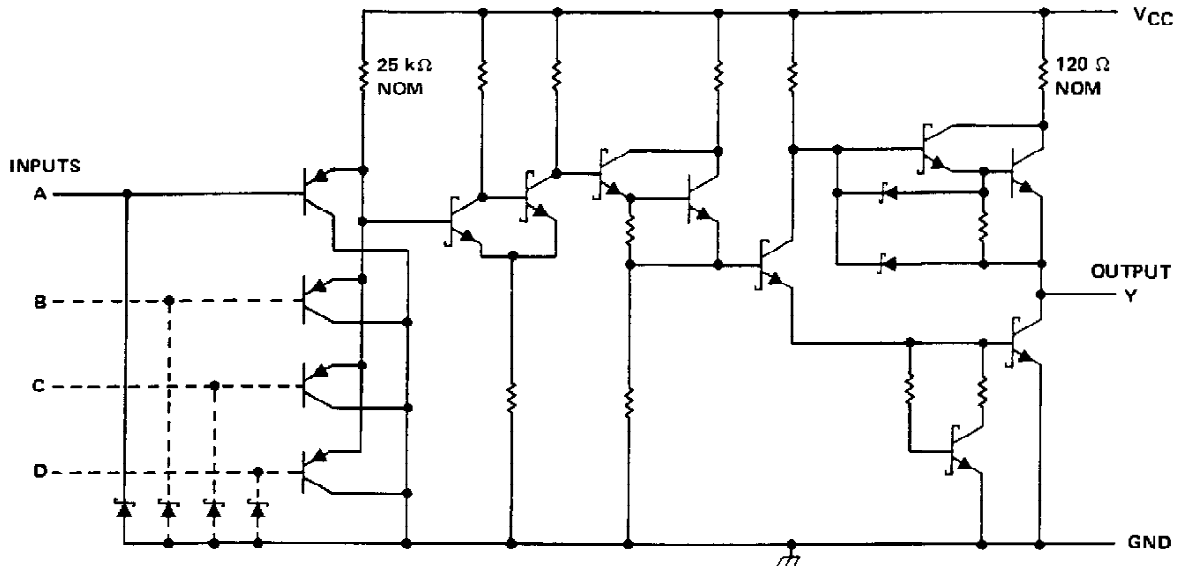 VCC
25 kΩ
NOM
120 Ω
NOM
INPUTS
A
B
C
D
OUTPUT
Y
GND